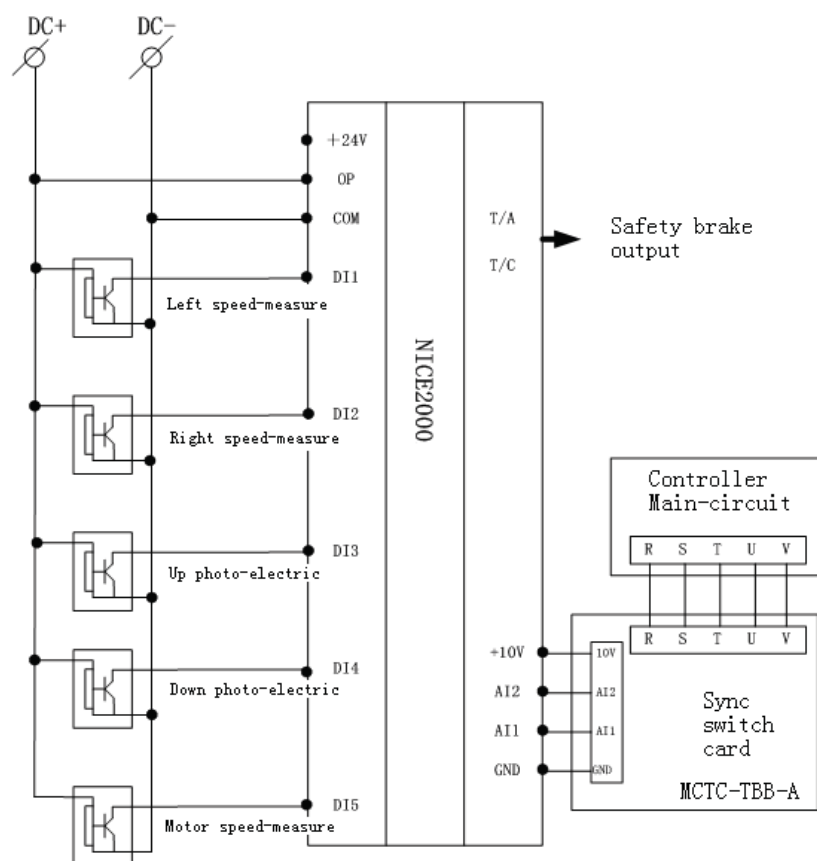 DC+
DC-
+24V
OP
COM
DI1
Left speed-measure
DI2
Right speed-measure
DI3
Up photo-electric
DI4
Down photo-electric
DI5
Motor speed-measure
NICE2000
T/A
T/C
Safety brake
output
+10V
AI2
AI1
GND
Controller
Main-circuit
R S T U V
R S T U V
10V
AI2
AI1
GND
Sync
switch
card
MCTC-TBB-A